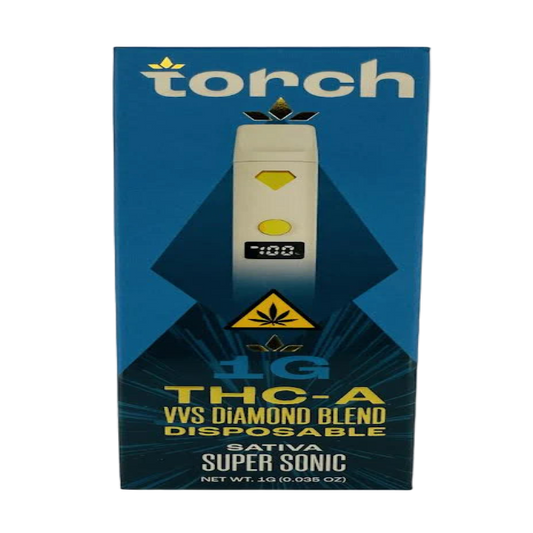 torch
100
1G
THC-A
VVS DiAMOND BLEND
DISPOSABLE
SATIVA
SUPER SONIC
NET WT. 1G (0.035 OZ)